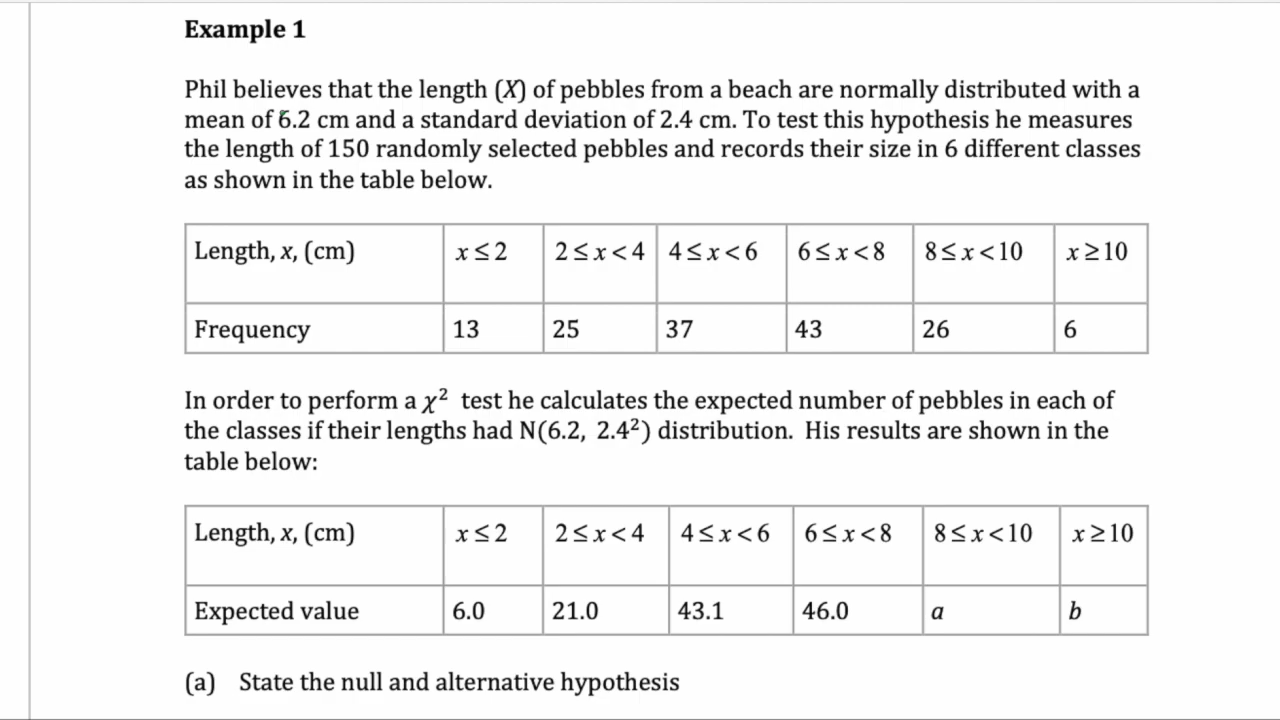 Example 1
Phil believes that the length (X) of pebbles from a beach are normally distributed with a
mean of 6.2 cm and a standard deviation of 2.4 cm. To test this hypothesis he measures
the length of 150 randomly selected pebbles and records their size in 6 different classes
as shown in the table below.
Length, x, (cm) x ≤ 2 2 ≤ x < 4 4 ≤ x < 6 6 ≤ x < 8 8 ≤ x < 10 x ≥ 10
Frequency 13 25 37 43 26 6
In order to perform a χ² test he calculates the expected number of pebbles in each of
the classes if their lengths had N(6.2, 2.4²) distribution. His results are shown in the
table below:
Length, x, (cm) x ≤ 2 2 ≤ x < 4 4 ≤ x < 6 6 ≤ x < 8 8 ≤ x < 10 x ≥ 10
Expected value 6.0 21.0 43.1 46.0 a b
(a) State the null and alternative hypothesis